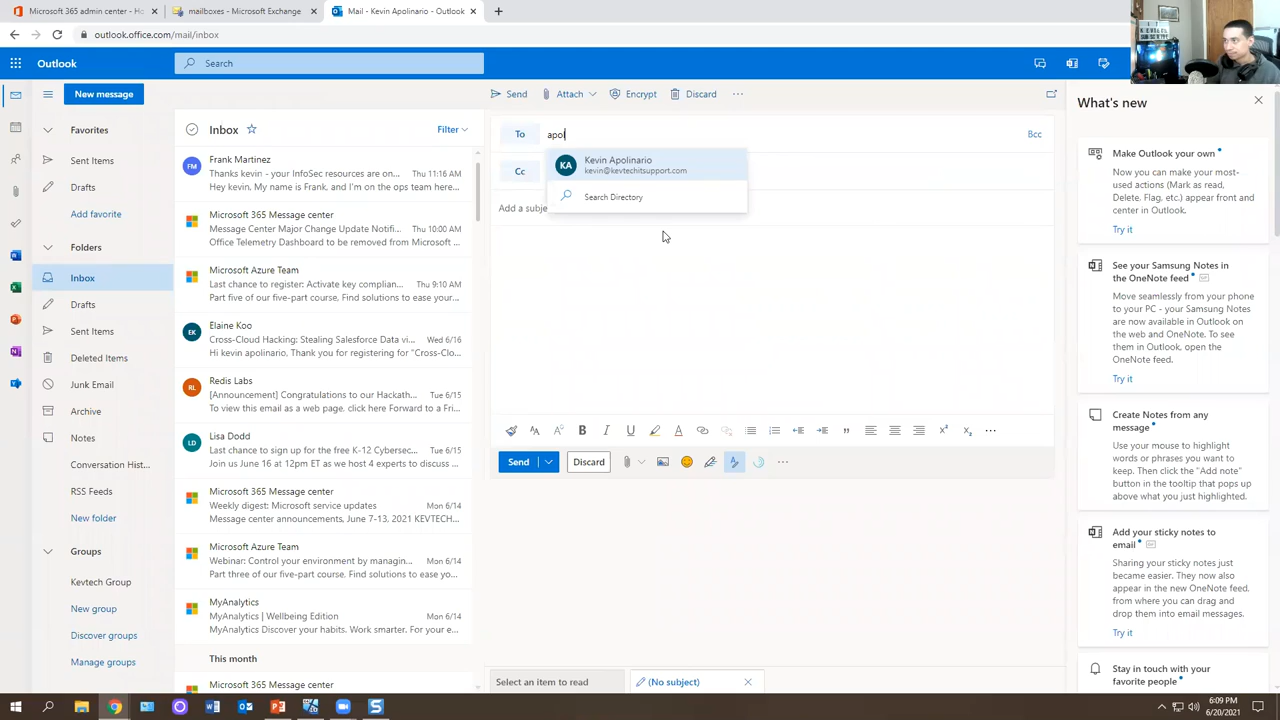 Microsoft 365 admin center - Ho
mailboxes - Microsoft Exchange
Mail - Kevin Apolinario - Outlook
outlook.office.com/mail/inbox
Outlook
Search
New message
Send
Attach
Encrypt
Discard
Favorites
Sent Items
Drafts
Add favorite
Folders
Inbox
Drafts
Sent Items
Deleted Items
Junk Email
Archive
Notes
Conversation Hist...
RSS Feeds
New folder
Groups
Kevtech Group
New group
Discover groups
Manage groups
Inbox
Filter
FM
Frank Martinez
Thanks kevin - your InfoSec resources are on...
Thu 11:16 AM
Hey kevin, My name is Frank, and I'm on the ops team here...
Microsoft 365 Message center
Message Center Major Change Update Notifi...
Thu 10:00 AM
Office Telemetry Dashboard to be removed from Microsoft ...
Microsoft Azure Team
Last chance to register: Activate key complian...
Thu 9:10 AM
Part five of our five-part course, Find solutions to ease your...
EK
Elaine Koo
Cross-Cloud Hacking: Stealing Salesforce Data vi...
Wed 6/16
Hi kevin apolinario, Thank you for registering for "Cross-Clo...
RL
Redis Labs
[Announcement] Congratulations to our Hackath...
Tue 6/15
To view this email as a web page, click here Forward to a Fri...
LD
Lisa Dodd
Last chance to sign up for the free K-12 Cybersec...
Tue 6/15
Join us June 16 at 12pm ET as we host 4 experts to discuss ...
Microsoft 365 Message center
Weekly digest: Microsoft service updates
Mon 6/14
Message center announcements, June 7-13, 2021 KEVTECHI...
Microsoft Azure Team
Webinar: Control your environment by managin...
Mon 6/14
Part three of our five-part course, Find solutions to ease yo...
MyAnalytics
MyAnalytics | Wellbeing Edition
Mon 6/14
MyAnalytics Discover your habits. Work smarter. For your e...
This month
Microsoft 365 Message center
To
apol
Bcc
KA
Kevin Apolinario
kevin@kevtechitsupport.com
Search Directory
Cc
Add a subje
Send
Discard
Select an item to read
(No subject)
What's new
Make Outlook your own
Now you can make your most-
used actions (Mark as read,
Delete, Flag, etc.) appear front and
center in Outlook.
Try it
See your Samsung Notes in
the OneNote feed
Move seamlessly from your phone
to your PC - your Samsung Notes
are now available in Outlook on
the web and OneNote. To see
them in Outlook, open the
OneNote feed.
Try it
Create Notes from any
message
Use your mouse to highlight
words or phrases you want to
keep. Then click the "Add note"
button in the tooltip that pops up
above what you just highlighted.
Add your sticky notes to
email
Sharing your sticky notes just
became easier. They now also
appear in the new OneNote feed,
from where you can drag and
drop them into email messages.
Try it
Stay in touch with your
favorite people
6:09 PM
6/20/2021